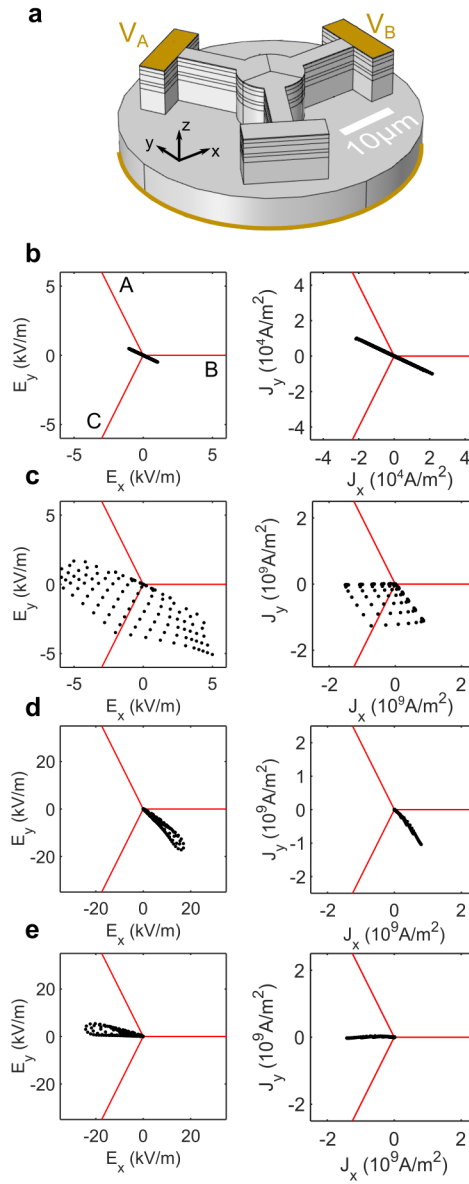 a
V_A
V_B
z
y
x
10μm
b
5
0
-5
E_y (kV/m)
A
B
C
-5 0 5
E_x (kV/m)
4
2
0
-2
-4
J_y (10^4A/m^2)
-4 -2 0 2 4
J_x (10^4A/m^2)
c
5
0
-5
E_y (kV/m)
-5 0 5
E_x (kV/m)
2
0
-2
J_y (10^9A/m^2)
-2 0 2
J_x (10^9A/m^2)
d
20
0
-20
E_y (kV/m)
-20 0 20
E_x (kV/m)
2
1
0
-1
-2
J_y (10^9A/m^2)
-2 0 2
J_x (10^9A/m^2)
e
20
0
-20
E_y (kV/m)
-20 0 20
E_x (kV/m)
2
0
-2
J_y (10^9A/m^2)
-2 0 2
J_x (10^9A/m^2)